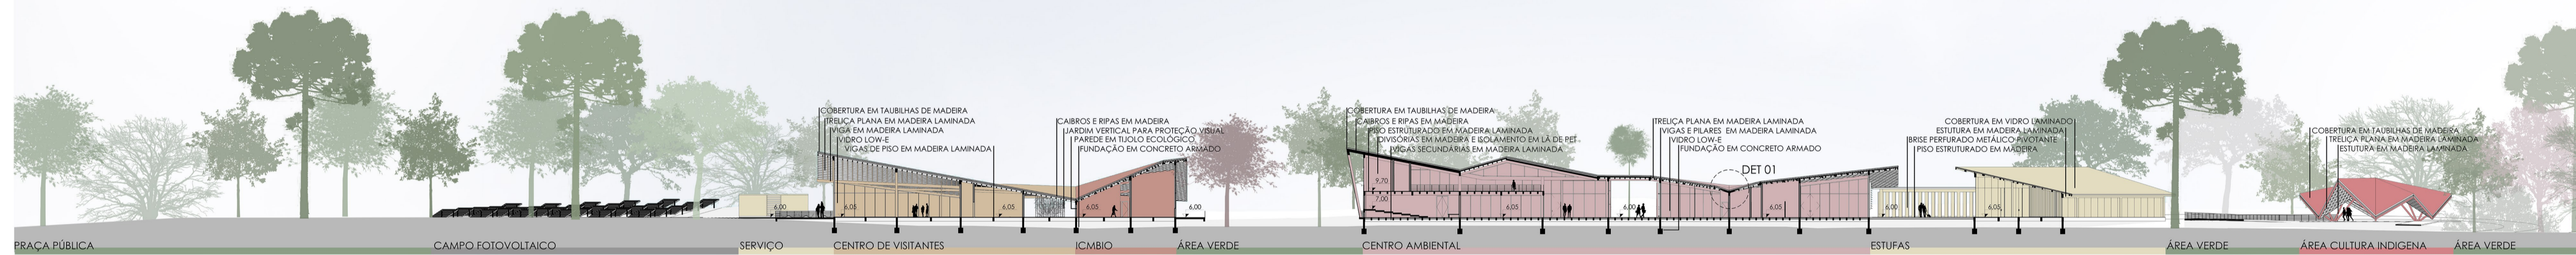 COBERTURA EM TAUBILHAS DE MADEIRA
TRELIÇA PLANA EM MADEIRA LAMINADA
VIGA EM MADEIRA LAMINADA
VIDRO LOW-E
VIGAS DE PISO EM MADEIRA LAMINADA
CAIBROS E RIPAS EM MADEIRA
JARDIM VERTICAL PARA PROTEÇÃO VISUAL
PAREDE EM TIJOLO ECOLÓGICO
FUNDAÇÃO EM CONCRETO ARMADO
COBERTURA EM TAUBILHAS DE MADEIRA
CAIBROS E RIPAS EM MADEIRA
PISO ESTRUTURADO EM MADEIRA LAMINADA
DIVISÓRIAS EM MADEIRA E ISOLAMENTO EM LÃ DE PET
VIGAS SECUNDÁRIAS EM MADEIRA LAMINADA
TRELIÇA PLANA EM MADEIRA LAMINADA
VIGAS E PILARES EM MADEIRA LAMINADA
VIDRO LOW-E
FUNDAÇÃO EM CONCRETO ARMADO
DET 01
COBERTURA EM VIDRO LAMINADO
ESTUTURA EM MADEIRA LAMINADA
BRISE PERFURADO METÁLICO PIVOTANTE
PISO ESTRUTURADO EM MADEIRA
COBERTURA EM TAUBILHAS DE MADEIRA
TRELIÇA PLANA EM MADEIRA LAMINADA
ESTUTURA EM MADEIRA LAMINADA
6,00
6,05
6,05
6,05
6,00
9,70
7,00
6,05
6,00
6,05
6,00
6,05
PRAÇA PÚBLICA
CAMPO FOTOVOLTAICO
SERVIÇO
CENTRO DE VISITANTES
ICMBIO
ÁREA VERDE
CENTRO AMBIENTAL
ESTUFAS
ÁREA VERDE
ÁREA CULTURA INDIGENA
ÁREA VERDE